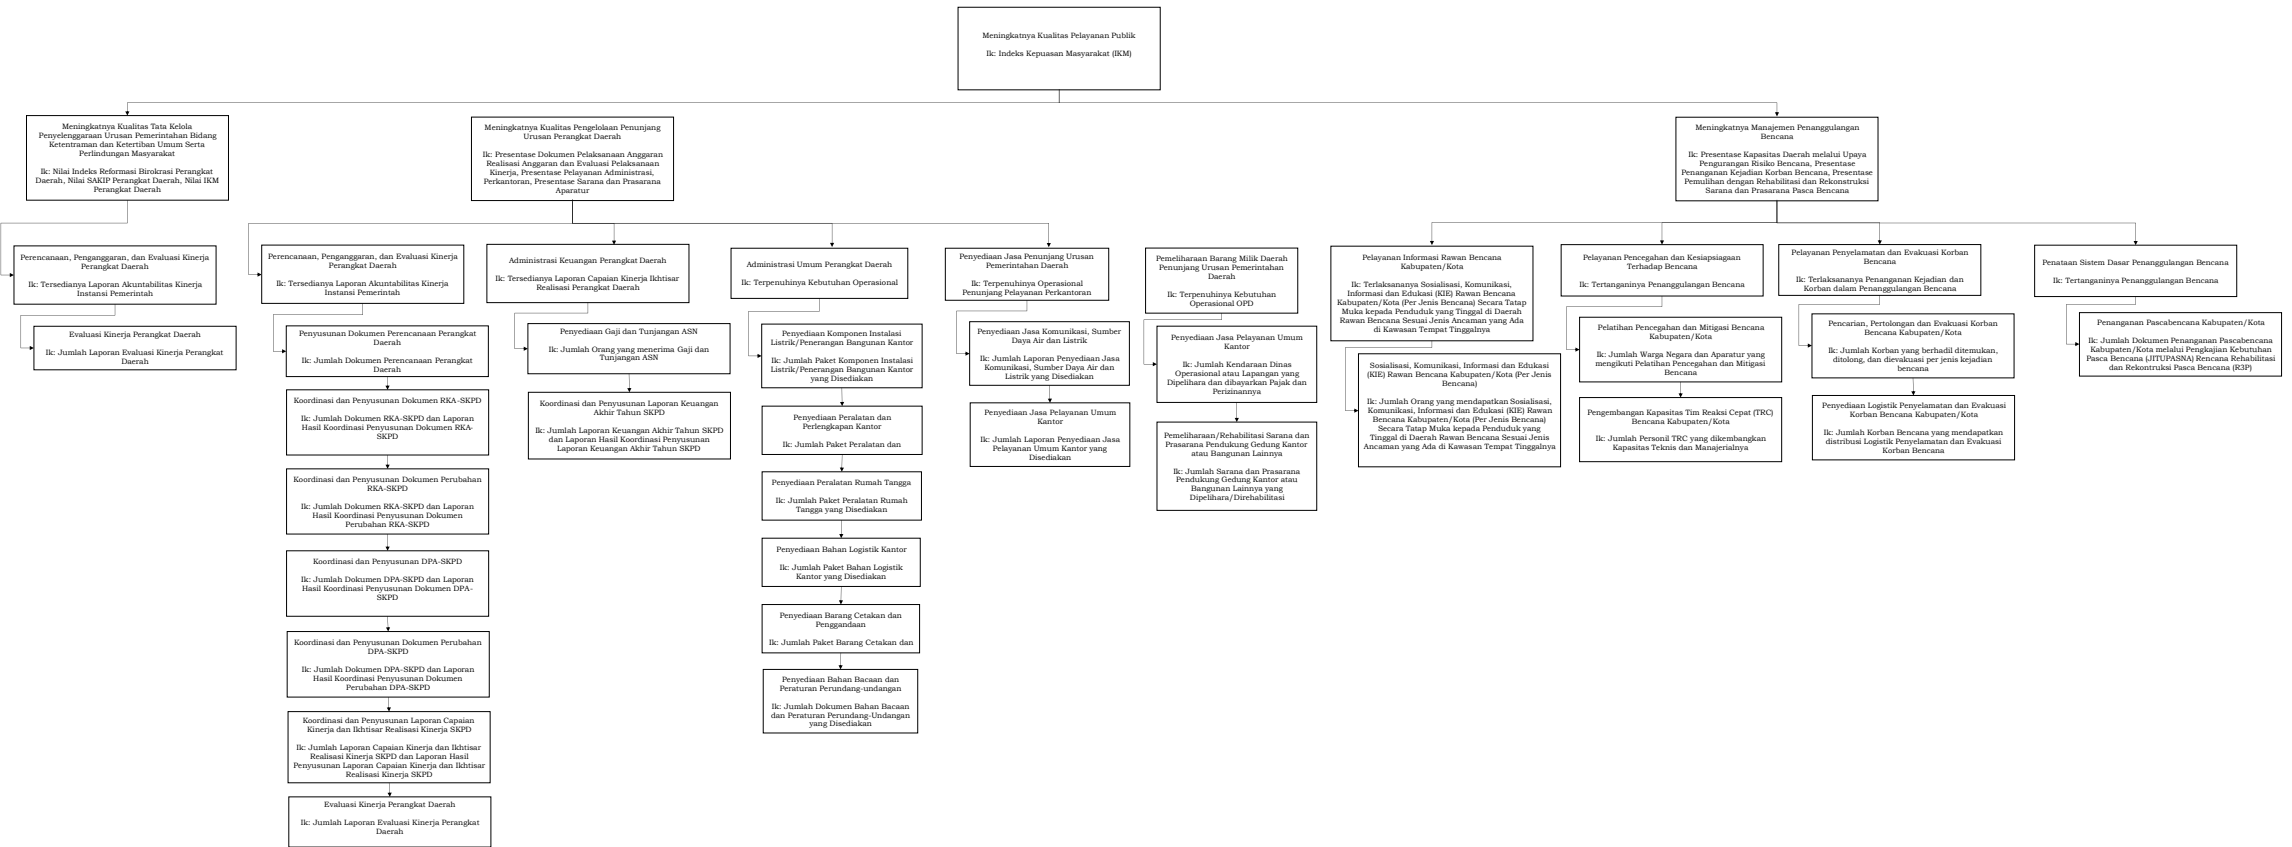 Meningkatnya Kualitas Pelayanan Publik
Ik: Indeks Kepuasan Masyarakat (IKM)
Meningkatnya Kualitas Tata Kelola
Penyelenggaraan Urusan Pemerintahan Bidang
Ketentraman dan Ketertiban Umum Serta
Perlindungan Masyarakat
Ik: Nilai Indeks Reformasi Birokrasi Perangkat
Daerah, Nilai SAKIP Perangkat Daerah, Nilai IKM
Perangkat Daerah
Meningkatnya Kualitas Pengelolaan Penunjang
Urusan Perangkat Daerah
Ik: Presentase Dokumen Pelaksanaan Anggaran
Realisasi Anggaran dan Evaluasi Pelaksanaan
Kinerja, Presentase Pelayanan Administrasi,
Perkantoran, Presentase Sarana dan Prasarana
Aparatur
Meningkatnya Manajemen Penanggulangan
Bencana
Ik: Presentase Kapasitas Daerah melalui Upaya
Pengurangan Risiko Bencana, Presentase
Penanganan Kejadian Korban Bencana, Presentase
Pemulihan dengan Rehabilitasi dan Rekonstruksi
Sarana dan Prasarana Pasca Bencana
Perencanaan, Penganggaran, dan Evaluasi Kinerja
Perangkat Daerah
Ik: Tersedianya Laporan Akuntabilitas Kinerja
Instansi Pemerintah
Perencanaan, Penganggaran, dan Evaluasi Kinerja
Perangkat Daerah
Ik: Tersedianya Laporan Akuntabilitas Kinerja
Instansi Pemerintah
Administrasi Keuangan Perangkat Daerah
Ik: Tersedianya Laporan Capaian Kinerja Ikhtisar
Realisasi Perangkat Daerah
Administrasi Umum Perangkat Daerah
Ik: Terpenuhinya Kebutuhan Operasional
Penyediaan Jasa Penunjang Urusan
Pemerintahan Daerah
Ik: Terpenuhinya Operasional
Penunjang Pelayanan Perkantoran
Pemeliharaan Barang Milik Daerah
Penunjang Urusan Pemerintahan
Daerah
Ik: Terpenuhinya Kebutuhan
Operasional OPD
Pelayanan Informasi Rawan Bencana
Kabupaten/Kota
Ik: Terlaksananya Sosialisasi, Komunikasi,
Informasi dan Edukasi (KIE) Rawan Bencana
Kabupaten/Kota (Per Jenis Bencana) Secara Tatap
Muka kepada Penduduk yang Tinggal di Daerah
Rawan Bencana Sesuai Jenis Ancaman yang Ada
di Kawasan Tempat Tinggalnya
Pelayanan Pencegahan dan Kesiapsiagaan
Terhadap Bencana
Ik: Tertanganinya Penanggulangan Bencana
Pelayanan Penyelamatan dan Evakuasi Korban
Bencana
Ik: Terlaksananya Penanganan Kejadian dan
Korban dalam Penanggulangan Bencana
Penataan Sistem Dasar Penanggulangan Bencana
Ik: Tertanganinya Penanggulangan Bencana
Evaluasi Kinerja Perangkat Daerah
Ik: Jumlah Laporan Evaluasi Kinerja Perangkat
Daerah
Penyusunan Dokumen Perencanaan Perangkat
Daerah
Ik: Jumlah Dokumen Perencanaan Perangkat
Daerah
Koordinasi dan Penyusunan Dokumen RKA-SKPD
Ik: Jumlah Dokumen RKA-SKPD dan Laporan
Hasil Koordinasi Penyusunan Dokumen RKA-
SKPD
Koordinasi dan Penyusunan Dokumen Perubahan
RKA-SKPD
Ik: Jumlah Dokumen RKA-SKPD dan Laporan
Hasil Koordinasi Penyusunan Dokumen
Perubahan RKA-SKPD
Koordinasi dan Penyusunan DPA-SKPD
Ik: Jumlah Dokumen DPA-SKPD dan Laporan
Hasil Koordinasi Penyusunan Dokumen DPA-
SKPD
Koordinasi dan Penyusunan Dokumen Perubahan
DPA-SKPD
Ik: Jumlah Dokumen DPA-SKPD dan Laporan
Hasil Koordinasi Penyusunan Dokumen
Perubahan DPA-SKPD
Koordinasi dan Penyusunan Laporan Capaian
Kinerja dan Ikhtisar Realisasi Kinerja SKPD
Ik: Jumlah Laporan Capaian Kinerja dan Ikhtisar
Realisasi Kinerja SKPD dan Laporan Hasil
Penyusunan Laporan Capaian Kinerja dan Ikhtisar
Realisasi Kinerja SKPD
Evaluasi Kinerja Perangkat Daerah
Ik: Jumlah Laporan Evaluasi Kinerja Perangkat
Daerah
Penyediaan Gaji dan Tunjangan ASN
Ik: Jumlah Orang yang menerima Gaji dan
Tunjangan ASN
Koordinasi dan Penyusunan Laporan Keuangan
Akhir Tahun SKPD
Ik: Jumlah Laporan Keuangan Akhir Tahun SKPD
dan Laporan Hasil Koordinasi Penyusunan
Laporan Keuangan Akhir Tahun SKPD
Penyediaan Komponen Instalasi
Listrik/Penerangan Bangunan Kantor
Ik: Jumlah Paket Komponen Instalasi
Listrik/Penerangan Bangunan Kantor
yang Disediakan
Penyediaan Peralatan dan
Perlengkapan Kantor
Ik: Jumlah Paket Peralatan dan
Penyediaan Peralatan Rumah Tangga
Ik: Jumlah Paket Peralatan Rumah
Tangga yang Disediakan
Penyediaan Bahan Logistik Kantor
Ik: Jumlah Paket Bahan Logistik
Kantor yang Disediakan
Penyediaan Barang Cetakan dan
Penggandaan
Ik: Jumlah Paket Barang Cetakan dan
Penyediaan Bahan Bacaan dan
Peraturan Perundang-undangan
Ik: Jumlah Dokumen Bahan Bacaan
dan Peraturan Perundang-Undangan
yang Disediakan
Penyediaan Jasa Komunikasi, Sumber
Daya Air dan Listrik
Ik: Jumlah Laporan Penyediaan Jasa
Komunikasi, Sumber Daya Air dan
Listrik yang Disediakan
Penyediaan Jasa Pelayanan Umum
Kantor
Ik: Jumlah Laporan Penyediaan Jasa
Pelayanan Umum Kantor yang
Disediakan
Penyediaan Jasa Pelayanan Umum
Kantor
Ik: Jumlah Kendaraan Dinas
Operasional atau Lapangan yang
Dipelihara dan dibayarkan Pajak dan
Perizinannya
Pemeliharaan/Rehabilitasi Sarana dan
Prasarana Pendukung Gedung Kantor
atau Bangunan Lainnya
Ik: Jumlah Sarana dan Prasarana
Pendukung Gedung Kantor atau
Bangunan Lainnya yang
Dipelihara/Direhabilitasi
Sosialisasi, Komunikasi, Informasi dan Edukasi
(KIE) Rawan Bencana Kabupaten/Kota (Per Jenis
Bencana)
Ik: Jumlah Orang yang mendapatkan Sosialisasi,
Komunikasi, Informasi dan Edukasi (KIE) Rawan
Bencana Kabupaten/Kota (Per Jenis Bencana)
Secara Tatap Muka kepada Penduduk yang
Tinggal di Daerah Rawan Bencana Sesuai Jenis
Ancaman yang Ada di Kawasan Tempat Tinggalnya
Pelatihan Pencegahan dan Mitigasi Bencana
Kabupaten/Kota
Ik: Jumlah Warga Negara dan Aparatur yang
mengikuti Pelatihan Pencegahan dan Mitigasi
Bencana
Pengembangan Kapasitas Tim Reaksi Cepat (TRC)
Bencana Kabupaten/Kota
Ik: Jumlah Personil TRC yang dikembangkan
Kapasitas Teknis dan Manajerialnya
Pencarian, Pertolongan dan Evakuasi Korban
Bencana Kabupaten/Kota
Ik: Jumlah Korban yang berhadil ditemukan,
ditolong, dan dievakuasi per jenis kejadian
bencana
Penyediaan Logistik Penyelamatan dan Evakuasi
Korban Bencana Kabupaten/Kota
Ik: Jumlah Korban Bencana yang mendapatkan
distribusi Logistik Penyelamatan dan Evakuasi
Korban Bencana
Penanganan Pascabencana Kabupaten/Kota
Ik: Jumlah Dokumen Penanganan Pascabencana
Kabupaten/Kota melalui Pengkajian Kebutuhan
Pasca Bencana (JITUPASNA) Rencana Rehabilitasi
dan Rekontruksi Pasca Bencana (R3P)